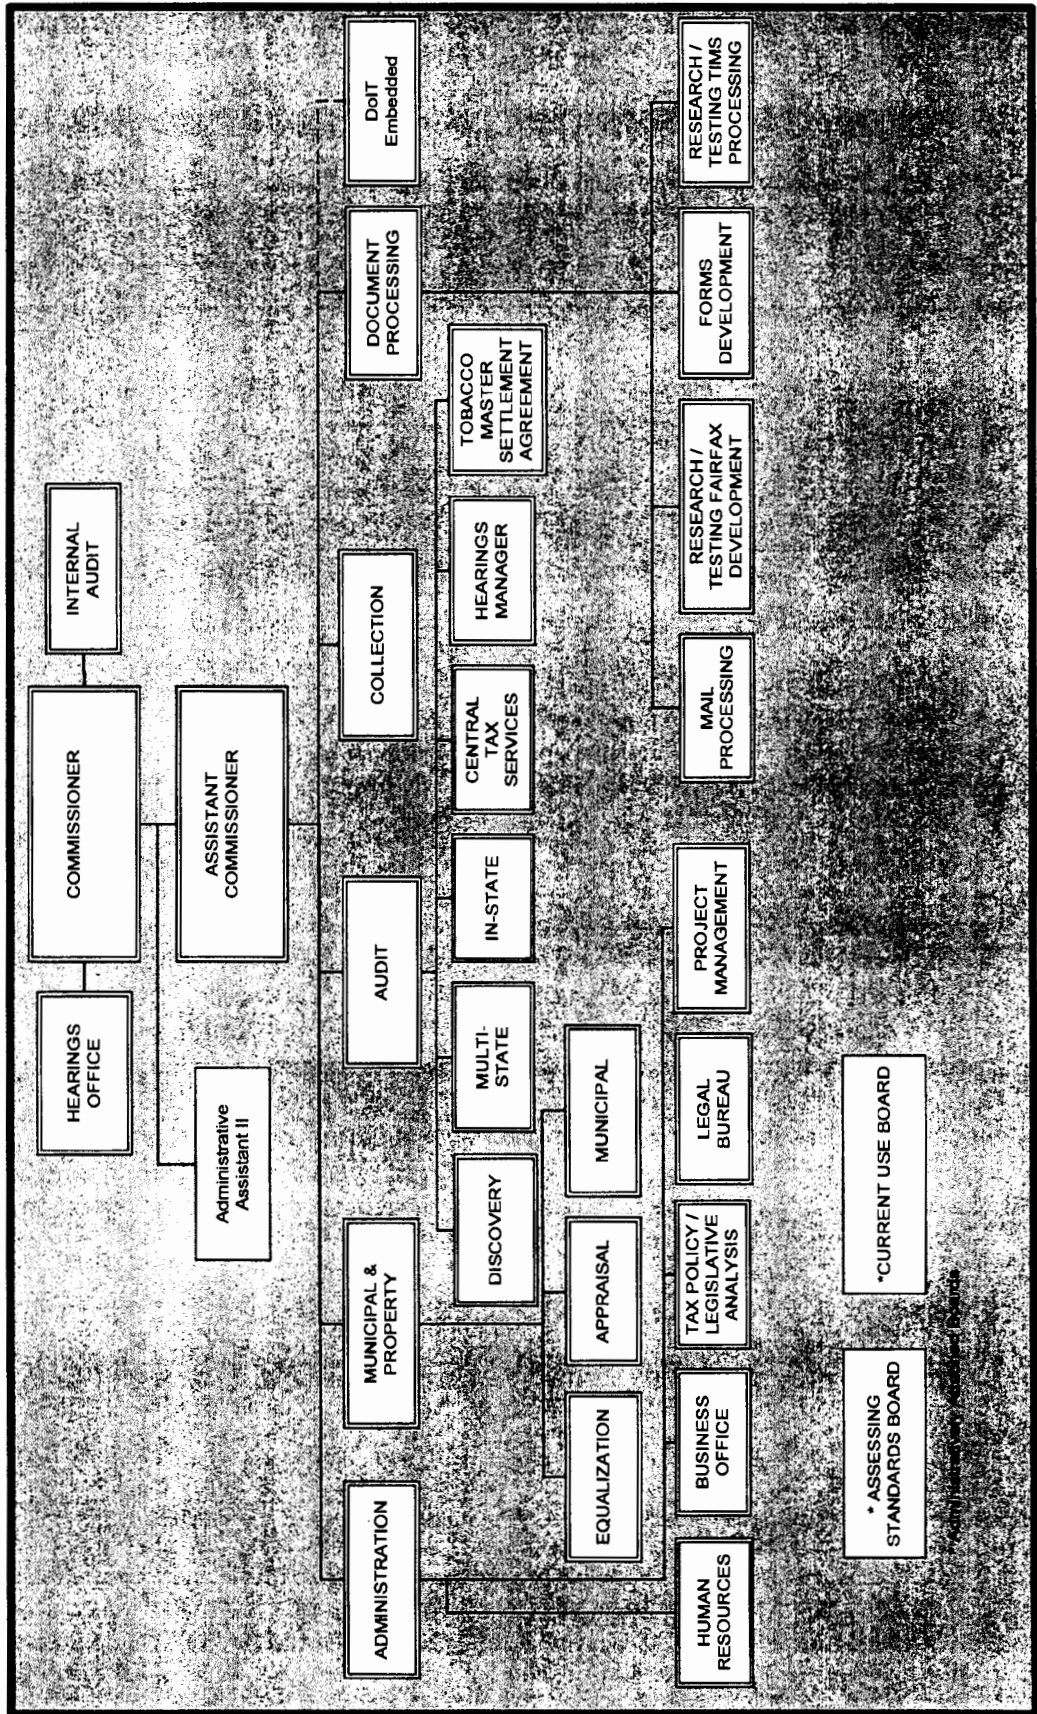 HEARINGS
OFFICE
COMMISSIONER
INTERNAL
AUDIT
Administrative
Assistant II
ASSISTANT
COMMISSIONER
ADMINISTRATION
MUNICIPAL &
PROPERTY
AUDIT
COLLECTION
DOCUMENT
PROCESSING
DoIT
Embedded
DISCOVERY
MULTI-
STATE
IN-STATE
CENTRAL
TAX
SERVICES
HEARINGS
MANAGER
TOBACCO
MASTER
SETTLEMENT
AGREEMENT
EQUALIZATION
APPRAISAL
MUNICIPAL
HUMAN
RESOURCES
BUSINESS
OFFICE
TAX POLICY /
LEGISLATIVE
ANALYSIS
LEGAL
BUREAU
PROJECT
MANAGEMENT
MAIL
PROCESSING
RESEARCH /
TESTING FAIRFAX
DEVELOPMENT
FORMS
DEVELOPMENT
RESEARCH /
TESTING TIMS
PROCESSING
* ASSESSING
STANDARDS BOARD
*CURRENT USE BOARD
*Administratively Attached Boards